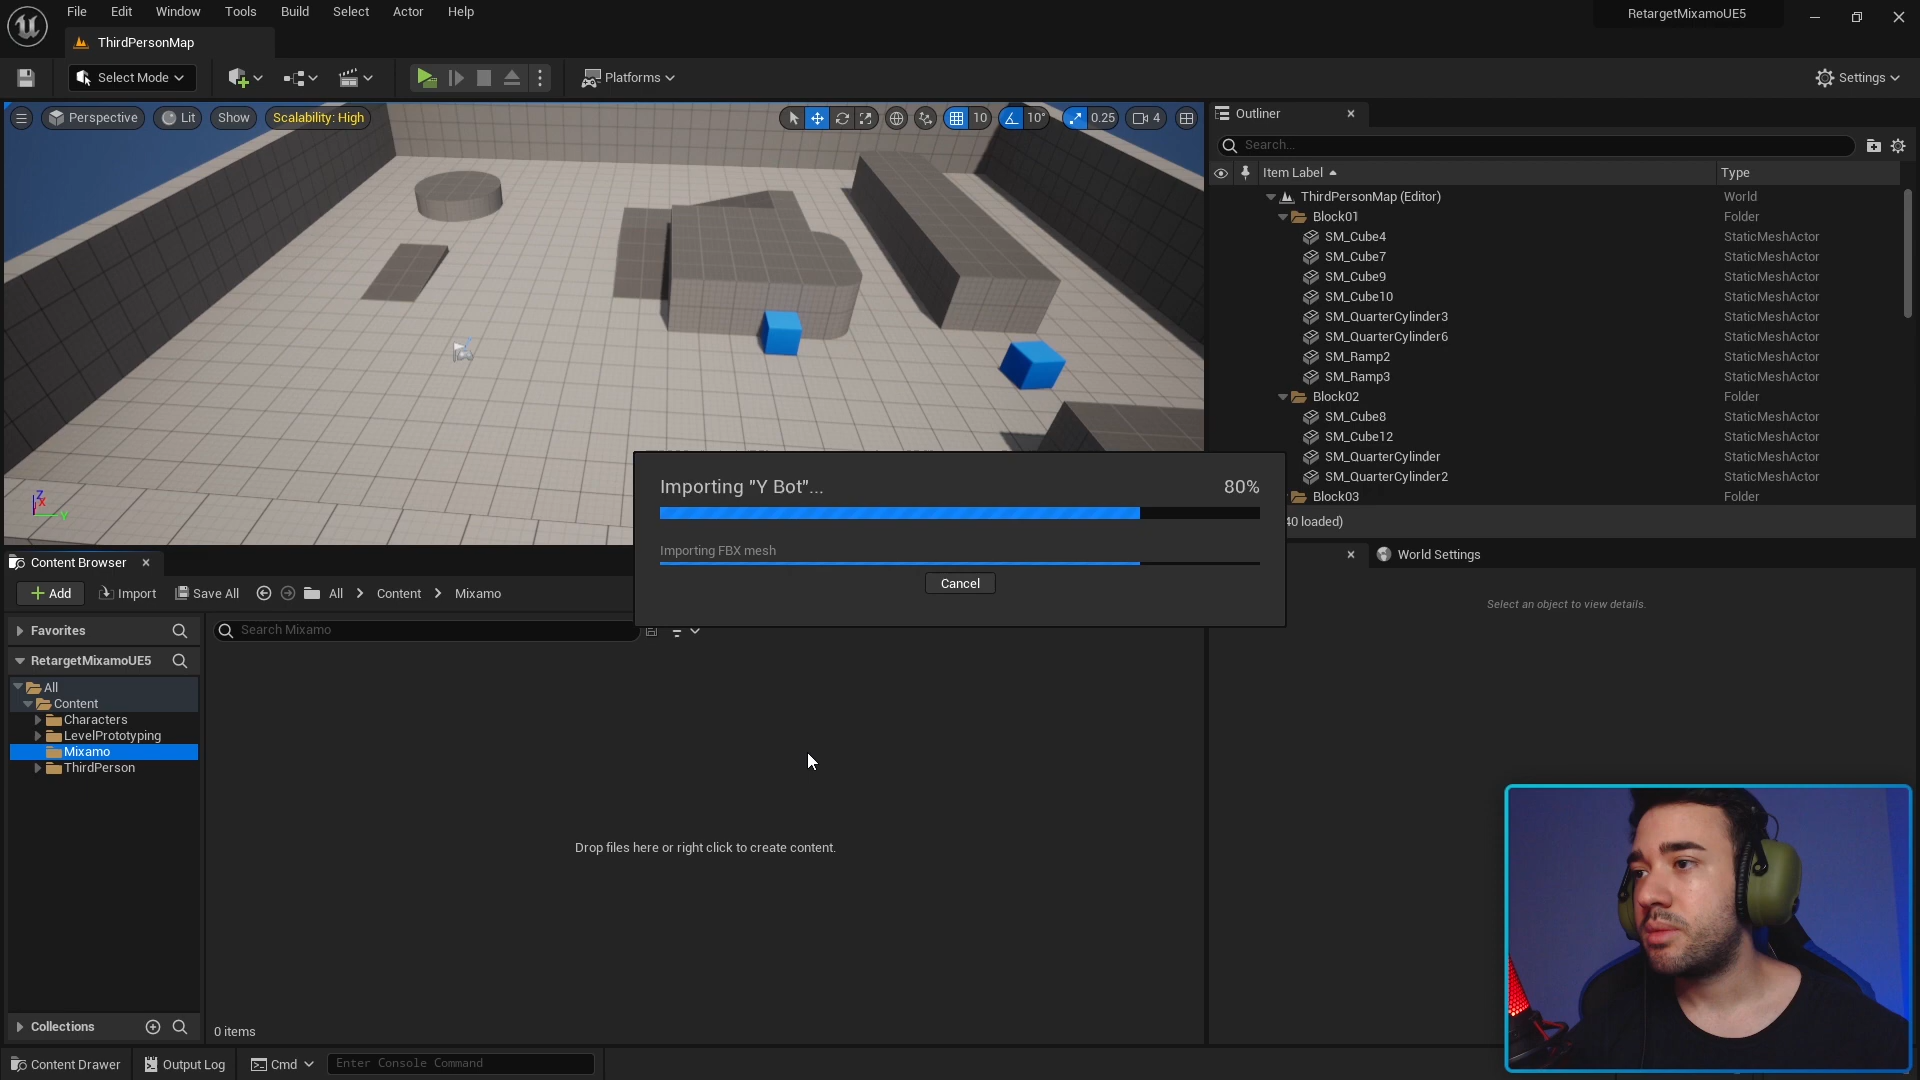 File Edit Window Tools Build Select Actor Help
RetargetMixamoUE5
ThirdPersonMap
Select Mode
Platforms
Settings
Perspective Lit Show Scalability: High
10 10° 0.25 4
Outliner
Search...
Item Label Type
ThirdPersonMap (Editor) World
Block01 Folder
SM_Cube4 StaticMeshActor
SM_Cube7 StaticMeshActor
SM_Cube9 StaticMeshActor
SM_Cube10 StaticMeshActor
SM_QuarterCylinder3 StaticMeshActor
SM_QuarterCylinder6 StaticMeshActor
SM_Ramp2 StaticMeshActor
SM_Ramp3 StaticMeshActor
Block02 Folder
SM_Cube8 StaticMeshActor
SM_Cube12 StaticMeshActor
SM_QuarterCylinder StaticMeshActor
SM_QuarterCylinder2 StaticMeshActor
Block03 Folder
40 loaded)
Z X Y
Importing "Y Bot"... 80%
Importing FBX mesh
Cancel
World Settings
Select an object to view details.
Content Browser
Add Import Save All All Content Mixamo
Favorites
Search Mixamo
RetargetMixamoUE5
All
Content
Characters
LevelPrototyping
Mixamo
ThirdPerson
Drop files here or right click to create content.
Collections
0 items
Content Drawer Output Log Cmd Enter Console Command